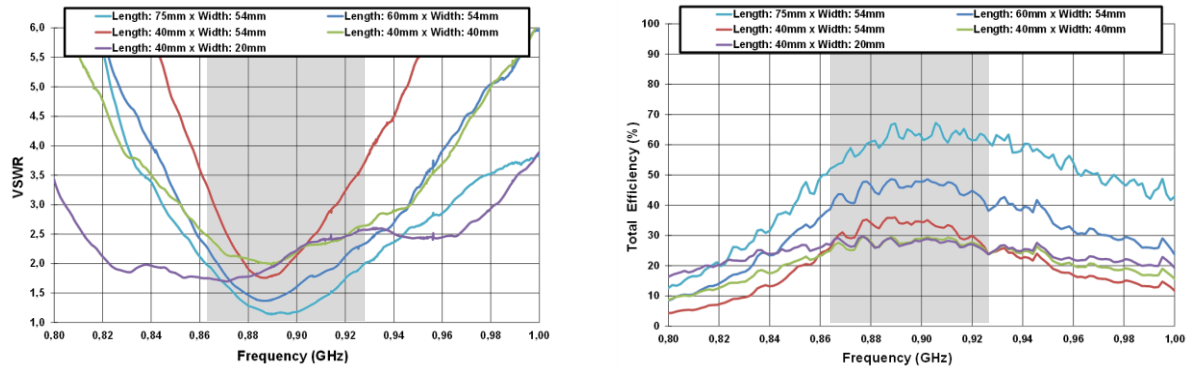 Length: 75mm x Width: 54mm Length: 60mm x Width: 54mm
Length: 40mm x Width: 54mm Length: 40mm x Width: 40mm
Length: 40mm x Width: 20mm
6,0
5,5
5,0
4,5
4,0
3,5
3,0
2,5
2,0
1,5
1,0
VSWR
0,80 0,82 0,84 0,86 0,88 0,90 0,92 0,94 0,96 0,98 1,00
Frequency (GHz)
Length: 75mm x Width: 54mm Length: 60mm x Width: 54mm
Length: 40mm x Width: 54mm Length: 40mm x Width: 40mm
Length: 40mm x Width: 20mm
100
90
80
70
60
50
40
30
20
10
0
Total Efficiency (%)
0,80 0,82 0,84 0,86 0,88 0,90 0,92 0,94 0,96 0,98 1,00
Frequency (GHz)